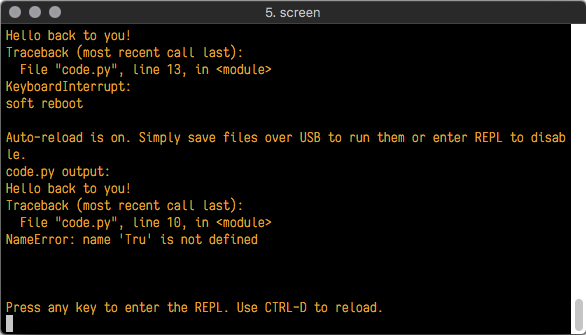 5. screen
Hello back to you!
Traceback (most recent call last):
  File "code.py", line 13, in <module>
KeyboardInterrupt:
soft reboot

Auto-reload is on. Simply save files over USB to run them or enter REPL to disab
le.
code.py output:
Hello back to you!
Traceback (most recent call last):
  File "code.py", line 10, in <module>
NameError: name 'Tru' is not defined

Press any key to enter the REPL. Use CTRL-D to reload.